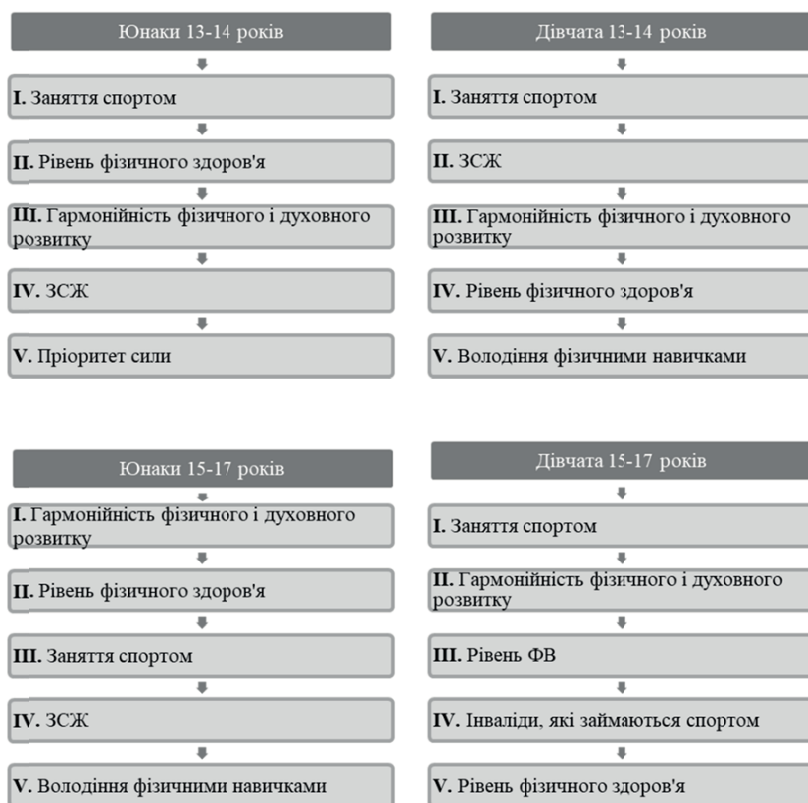 Юнаки 13-14 років
I. Заняття спортом
II. Рівень фізичного здоров'я
III. Гармонійність фізичного і духовного
розвитку
IV. ЗСЖ
V. Пріоритет сили
Дівчата 13-14 років
I. Заняття спортом
II. ЗСЖ
III. Гармонійність фізичного і духовного
розвитку
IV. Рівень фізичного здоров'я
V. Володіння фізичними навичками
Юнаки 15-17 років
I. Гармонійність фізичного і духовного
розвитку
II. Рівень фізичного здоров'я
III. Заняття спортом
IV. ЗСЖ
V. Володіння фізичними навичками
Дівчата 15-17 років
I. Заняття спортом
II. Гармонійність фізичного і духовного
розвитку
III. Рівень ФВ
IV. Інваліди, які займаються спортом
V. Рівень фізичного здоров'я